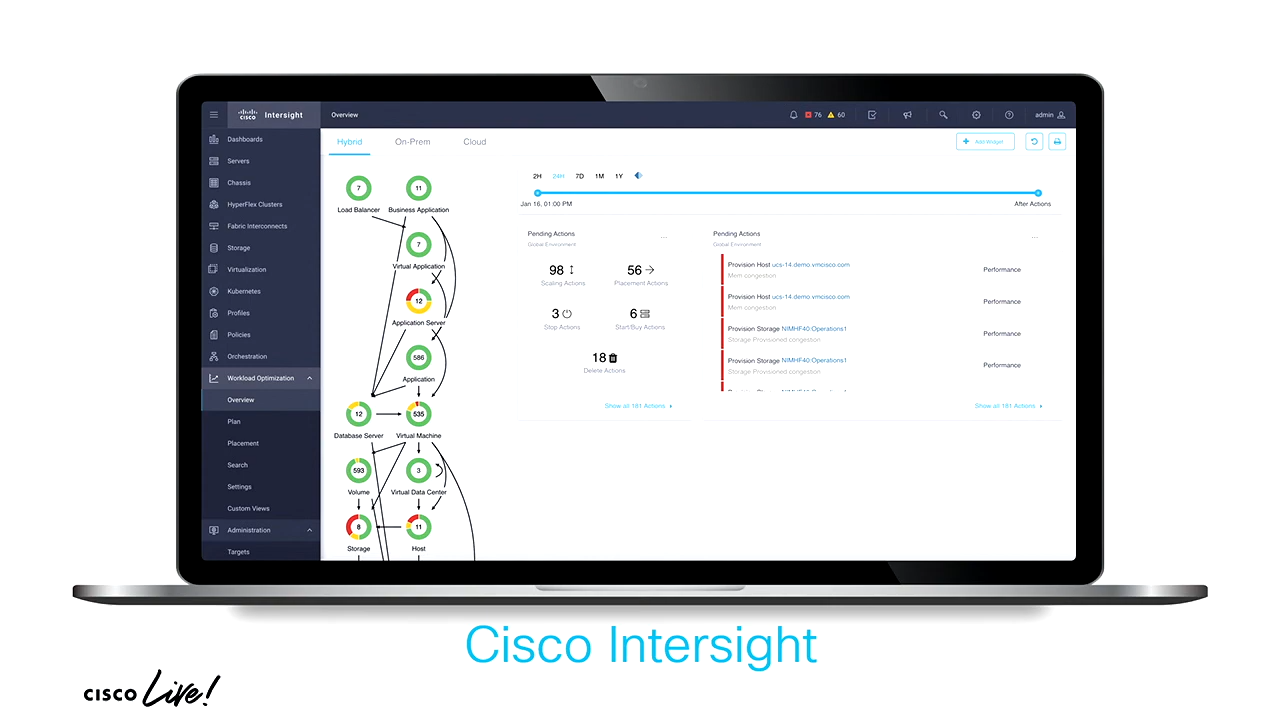 cisco Intersight
Overview
76
60
admin
Dashboards
Servers
Chassis
HyperFlex Clusters
Fabric Interconnects
Storage
Virtualization
Kubernetes
Profiles
Policies
Orchestration
Workload Optimization
Overview
Plan
Placement
Search
Settings
Custom Views
Administration
Targets
Hybrid On-Prem Cloud
Add Widget
7
Load Balancer
11
Business Application
7
Virtual Application
12
Application Server
586
Application
12
Database Server
535
Virtual Machine
593
Volume
3
Virtual Data Center
8
Storage
11
Host
2H 24H 7D 1M 1Y
Jan 16, 01:00 PM
After Actions
Pending Actions
...
Global Environment
98
Scaling Actions
56
Placement Actions
3
Stop Actions
6
Start/Buy Actions
18
Delete Actions
Show all 181 Actions
Pending Actions
...
Global Environment
Provision Host ucs-14.demo vmcisco.com
Mem congestion
Performance
Provision Host ucs-14.demo vmcisco.com
Mem congestion
Performance
Provision Storage NIMHF40:Operations1
Storage Provisioned congestion
Performance
Provision Storage NIMHF40:Operations1
Storage Provisioned congestion
Performance
Show all 181 Actions
Cisco Intersight
CISCO Live!